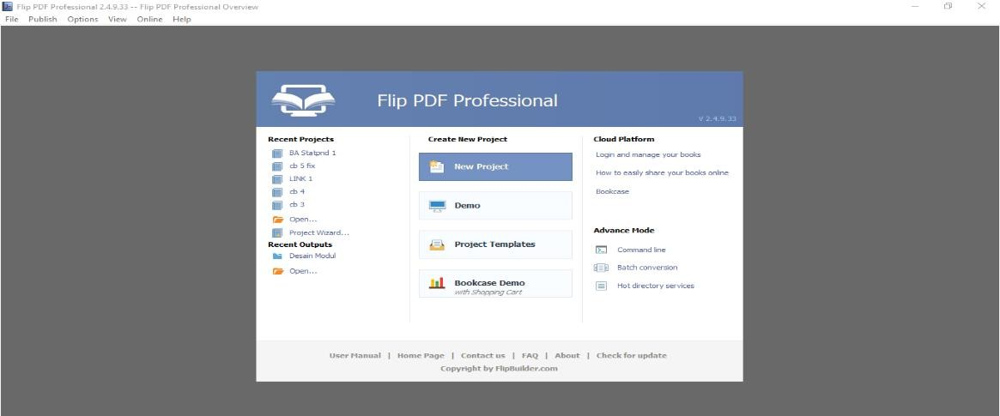 Flip PDF Professional 2.4.9.33 -- Flip PDF Professional Overview
File Publish Options View Online Help
Flip PDF Professional
V 2.4.9.33
Recent Projects
BA Statpnd 1
cb 5 fix
LINK 1
cb 4
cb 3
Open...
Project Wizard...
Recent Outputs
Desain Modul
Open...
Create New Project
New Project
Demo
Project Templates
Bookcase Demo
with Shopping Cart
Cloud Platform
Login and manage your books
How to easily share your books online
Bookcase
Advance Mode
Command line
Batch conversion
Hot directory services
User Manual | Home Page | Contact us | FAQ | About | Check for update
Copyright by FlipBuilder.com